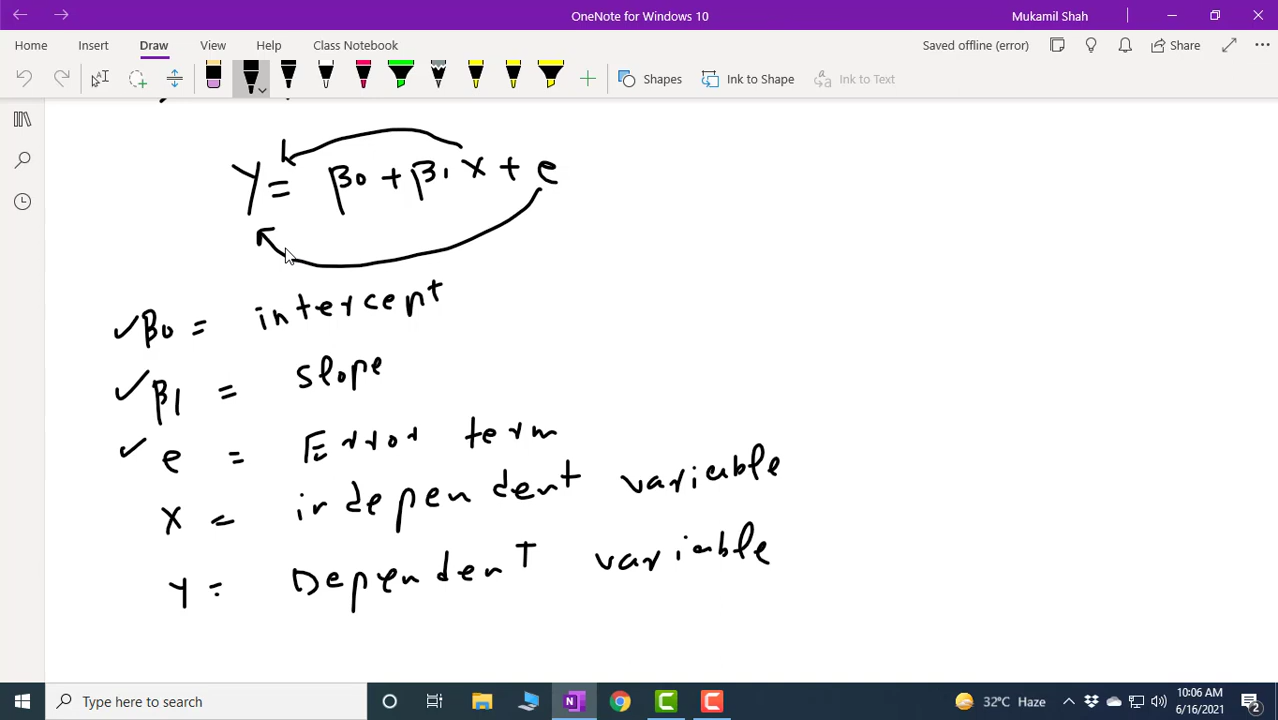 OneNote for Windows 10
Mukamil Shah
Home Insert Draw View Help Class Notebook
Saved offline (error) Share
Shapes Ink to Shape Ink to Text
Y = β0 + β1 X + e
✓ β0 = intercept
✓ β1 = slope
✓ e = Error term
X = independent variable
Y = Dependent variable
Type here to search
32°C Haze
10:06 AM
6/16/2021
2